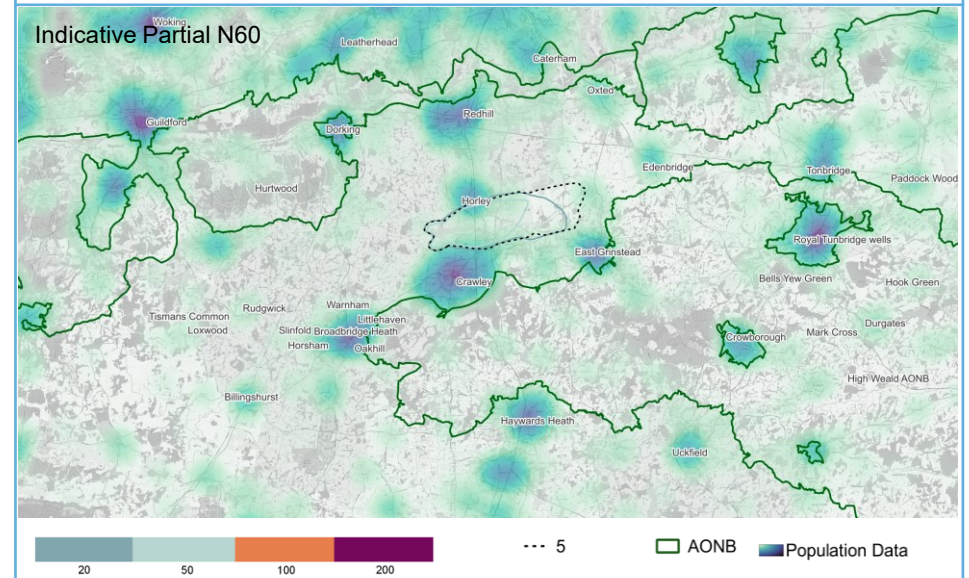 Woking
Indicative Partial N60
Leatherhead
Caterham
Oxted
Redhill
Guildford
Dorking
Edenbridge
Tonbridge
Paddock Wood
Hurtwood
Horley
East Grinstead
Royal Tunbridge wells
Crawley
Bells Yew Green
Hook Green
Warnham
Rudgwick
Tismans Common
Littlehaven
Loxwood
Slinfold Broadbridge Heath
Horsham
Oakhill
Durgates
Mark Cross
Crowborough
High Weald AONB
Billingshurst
Haywards Heath
Uckfield
5
AONB
Population Data
20 50 100 200